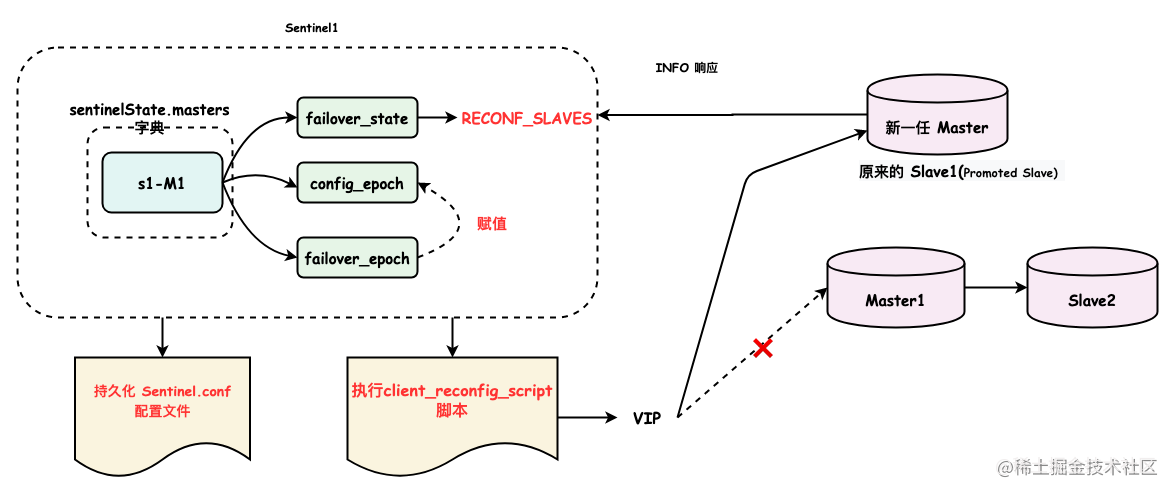 Sentinel1
INFO 响应
sentinelState.masters
字典
s1-M1
failover_state
RECONF_SLAVES
config_epoch
failover_epoch
赋值
新一任 Master
原来的 Slave1(Promoted Slave)
Master1
Slave2
持久化 Sentinel.conf
配置文件
执行client_reconfig_script
脚本
VIP
@稀土掘金技术社区